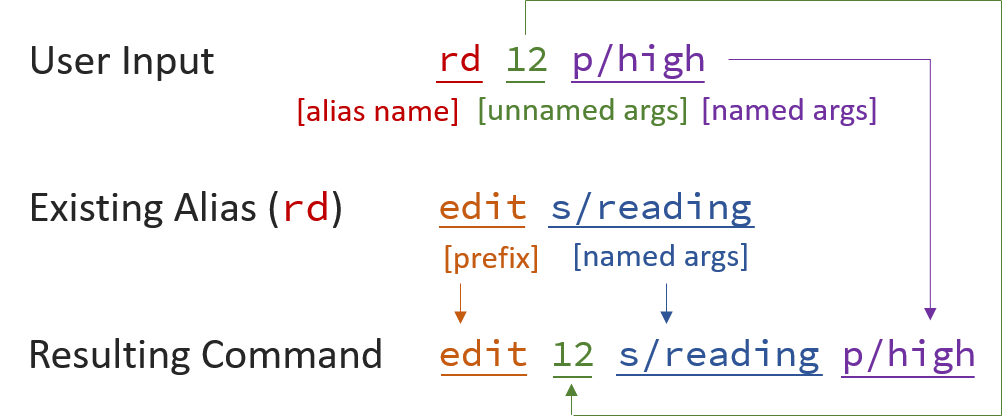 User Input rd 12 p/high
[alias name] [unnamed args] [named args]
Existing Alias (rd) edit s/reading
[prefix] [named args]
Resulting Command edit 12 s/reading p/high